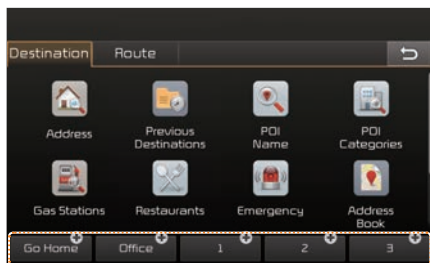 Destination Route
Address
Previous
Destinations
POI
Name
POI
Categories
Gas Stations
Restaurants
Emergency
Address
Book
Go Home Office 1 2 3